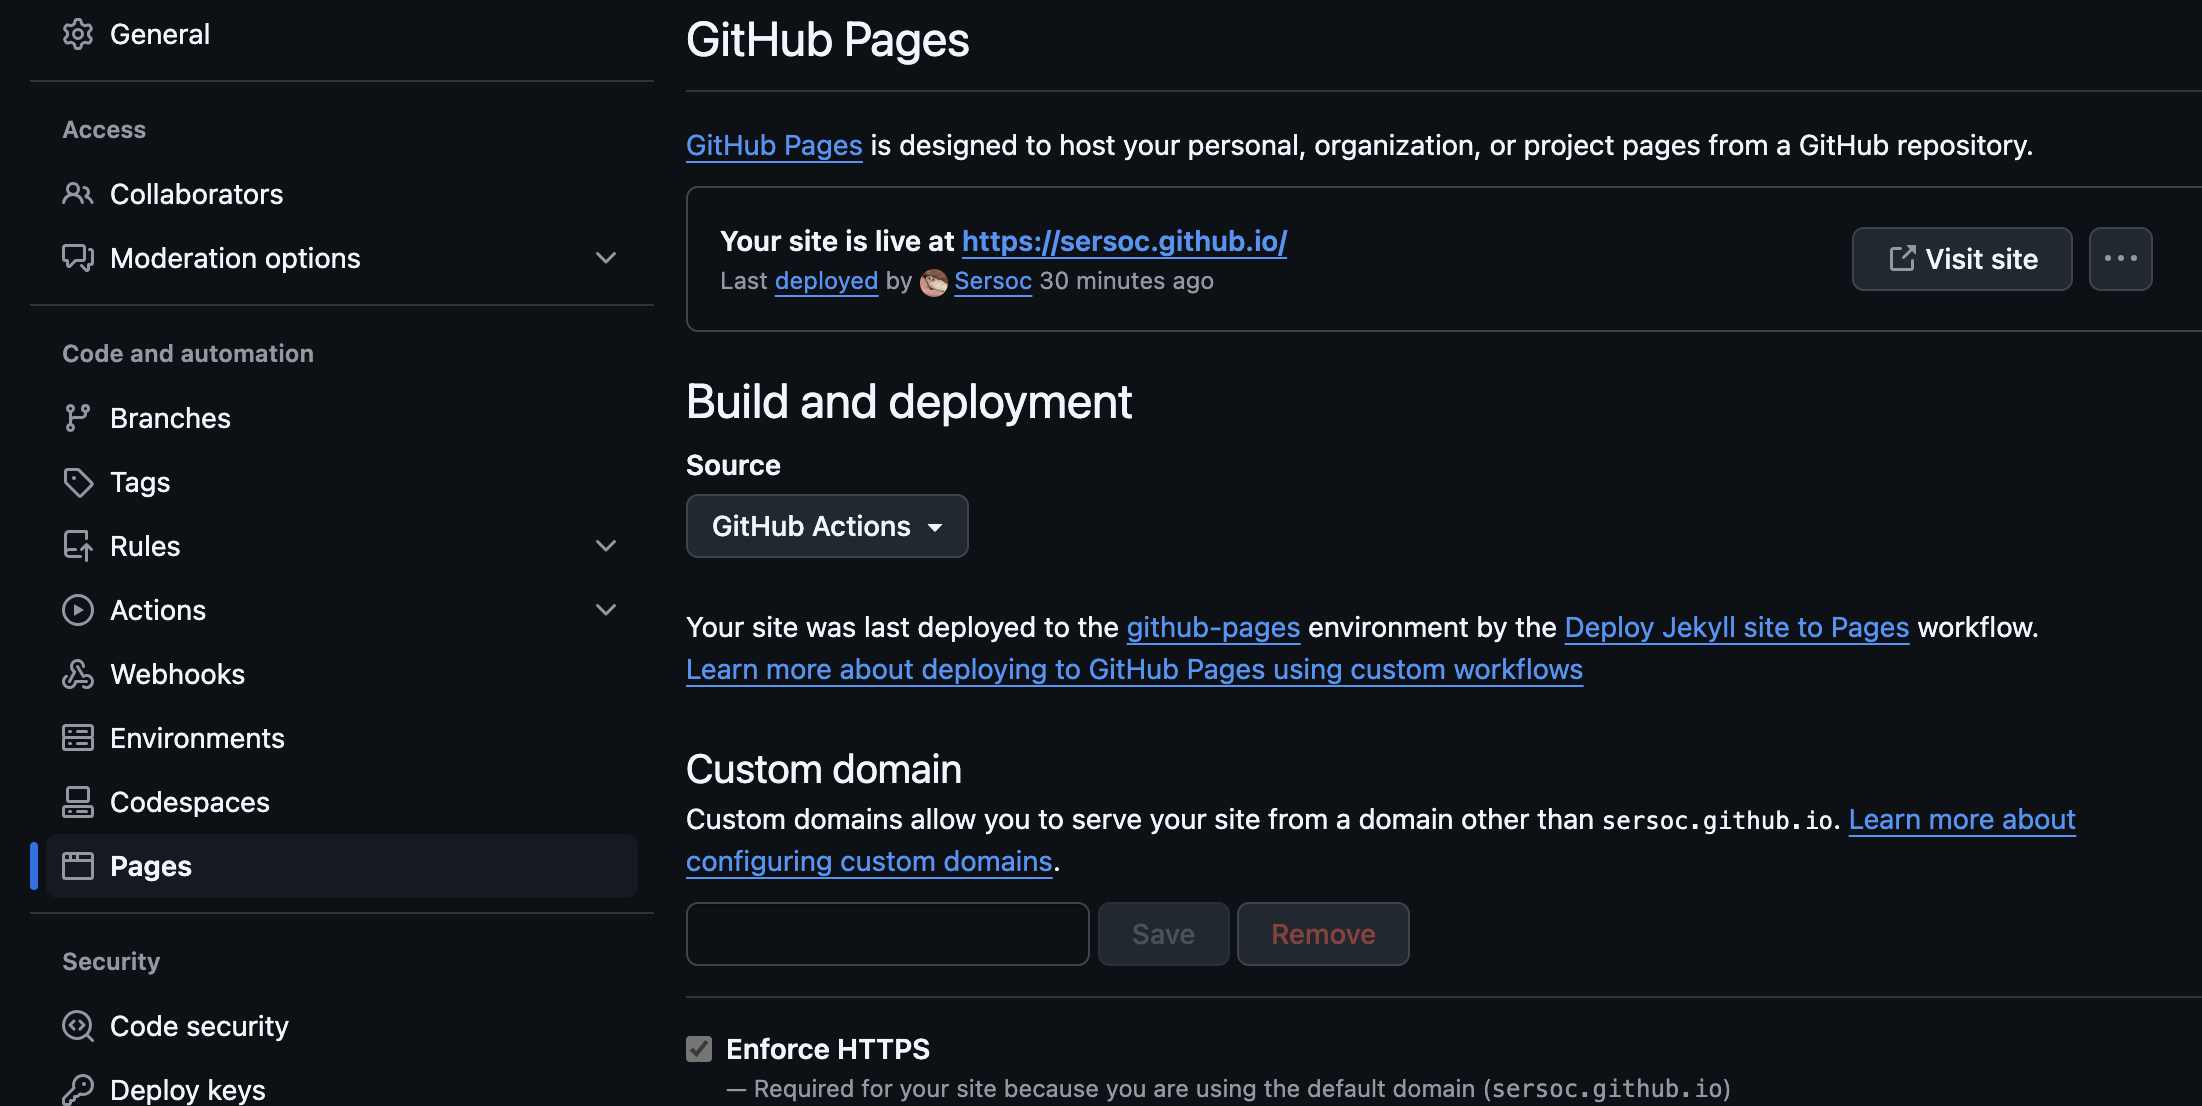 General
Access
Collaborators
Moderation options
Code and automation
Branches
Tags
Rules
Actions
Webhooks
Environments
Codespaces
Pages
Security
Code security
Deploy keys
GitHub Pages
GitHub Pages is designed to host your personal, organization, or project pages from a GitHub repository.
Your site is live at https://sersoc.github.io/
Last deployed by Sersoc 30 minutes ago
Visit site
Build and deployment
Source
GitHub Actions
Your site was last deployed to the github-pages environment by the Deploy Jekyll site to Pages workflow.
Learn more about deploying to GitHub Pages using custom workflows
Custom domain
Custom domains allow you to serve your site from a domain other than sersoc.github.io. Learn more about
configuring custom domains.
Save Remove
Enforce HTTPS
— Required for your site because you are using the default domain (sersoc.github.io)